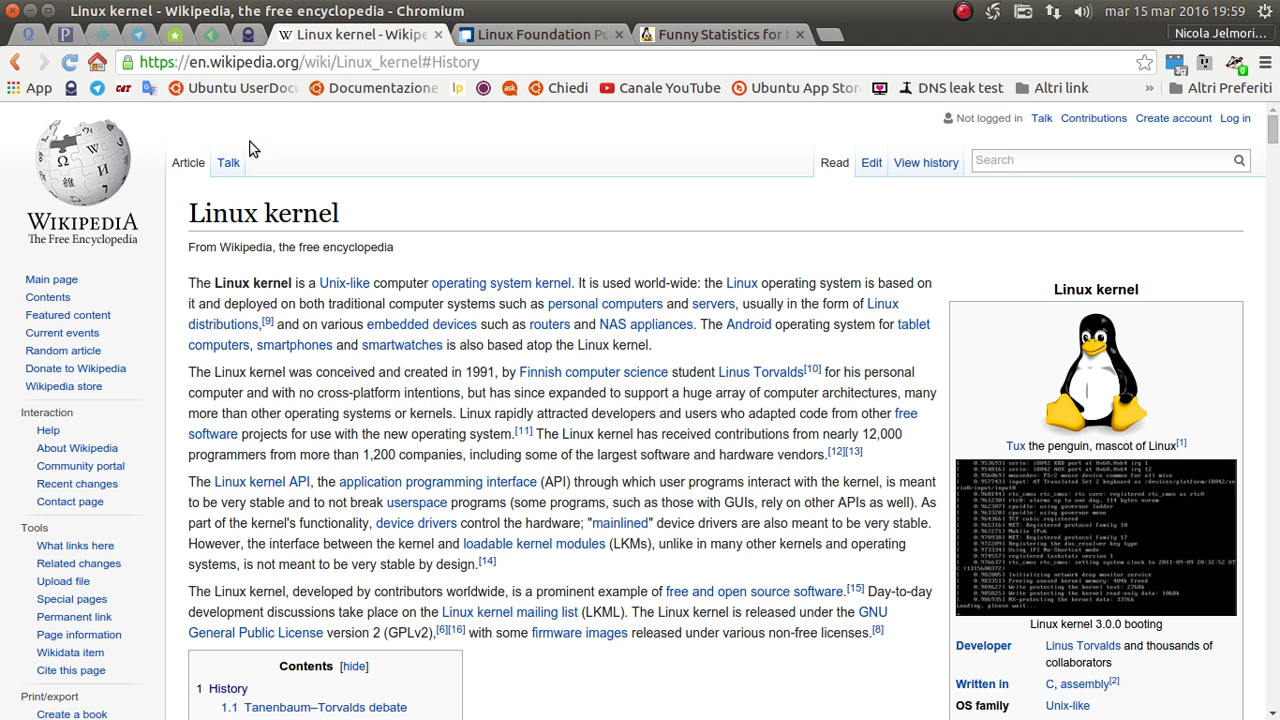 Linux kernel - Wikipedia, the free encyclopedia - Chromium
mar 15 mar 2016 19:59
Linux kernel - Wikipe
Linux Foundation Pu
Funny Statistics for t
Nicola Jelmori...
https://en.wikipedia.org/wiki/Linux_kernel#History
App
Ubuntu UserDocu
Documentazione
lp
ask
Chiedi
Canale YouTube
Ubuntu App Stor
DNS leak test
Altri link
»
Altri Preferiti
Not logged in Talk Contributions Create account Log in
Article Talk
Read Edit View history
Search
WIKIPEDIA
The Free Encyclopedia
Main page
Contents
Featured content
Current events
Random article
Donate to Wikipedia
Wikipedia store
Interaction
Help
About Wikipedia
Community portal
Recent changes
Contact page
Tools
What links here
Related changes
Upload file
Special pages
Permanent link
Page information
Wikidata item
Cite this page
Print/export
Create a book
Linux kernel
From Wikipedia, the free encyclopedia
The Linux kernel is a Unix-like computer operating system kernel. It is used world-wide: the Linux operating system is based on
it and deployed on both traditional computer systems such as personal computers and servers, usually in the form of Linux
distributions,[9] and on various embedded devices such as routers and NAS appliances. The Android operating system for tablet
computers, smartphones and smartwatches is also based atop the Linux kernel.
The Linux kernel was conceived and created in 1991, by Finnish computer science student Linus Torvalds[10] for his personal
computer and with no cross-platform intentions, but has since expanded to support a huge array of computer architectures, many
more than other operating systems or kernels. Linux rapidly attracted developers and users who adapted code from other free
software projects for use with the new operating system.[11] The Linux kernel has received contributions from nearly 12,000
programmers from more than 1,200 companies, including some of the largest software and hardware vendors.[12][13]
The Linux kernel application programming interface (API) through which user programs interact with the kernel, is meant
to be very stable and to not break userspace programs (some programs, such as those with GUIs, rely on other APIs as well). As
part of the kernel's functionality, device drivers control the hardware; "mainlined" device drivers are also meant to be very stable.
However, the interface between the kernel and loadable kernel modules (LKMs), unlike in many other kernels and operating
systems, is not meant to be very stable by design.[14]
The Linux kernel, developed by contributors worldwide, is a prominent example of free and open source software.[15] Day-to-day
development discussions take place on the Linux kernel mailing list (LKML). The Linux kernel is released under the GNU
General Public License version 2 (GPLv2),[6][16] with some firmware images released under various non-free licenses.[8]
Contents [hide]
1 History
1.1 Tanenbaum–Torvalds debate
Linux kernel
Tux the penguin, mascot of Linux[1]
Loading, please wait...
Linux kernel 3.0.0 booting
Developer Linus Torvalds and thousands of
collaborators
Written in C, assembly[2]
OS family Unix-like